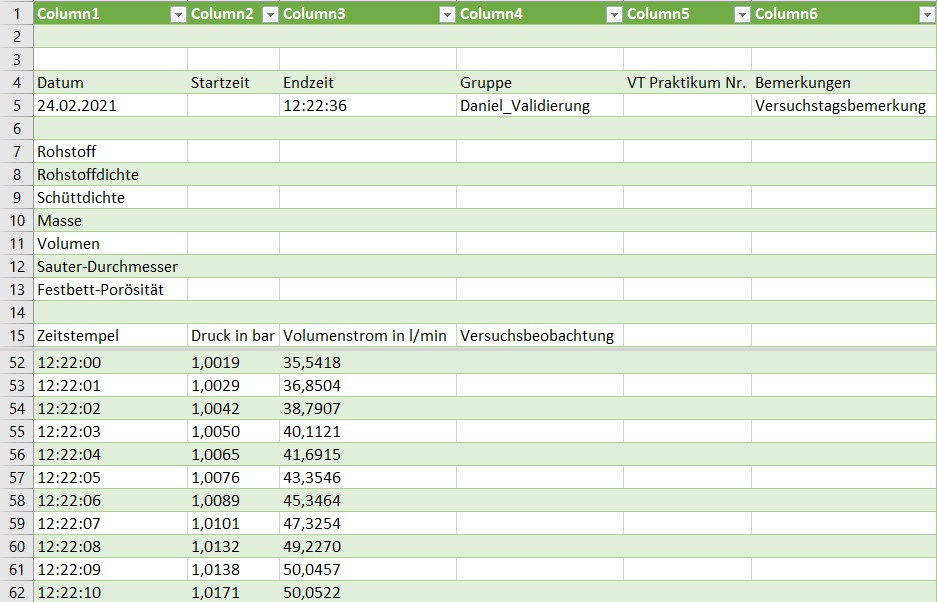 1 Column1 Column2 Column3 Column4 Column5 Column6
2
3
4 Datum Startzeit Endzeit Gruppe VT Praktikum Nr. Bemerkungen
5 24.02.2021 12:22:36 Daniel_Validierung Versuchstagsbemerkung
6
7 Rohstoff
8 Rohstoffdichte
9 Schüttdichte
10 Masse
11 Volumen
12 Sauter-Durchmesser
13 Festbett-Porösität
14
15 Zeitstempel Druck in bar Volumenstrom in l/min Versuchsbeobachtung
52 12:22:00 1,0019 35,5418
53 12:22:01 1,0029 36,8504
54 12:22:02 1,0042 38,7907
55 12:22:03 1,0050 40,1121
56 12:22:04 1,0065 41,6915
57 12:22:05 1,0076 43,3546
58 12:22:06 1,0089 45,3464
59 12:22:07 1,0101 47,3254
60 12:22:08 1,0132 49,2270
61 12:22:09 1,0138 50,0457
62 12:22:10 1,0171 50,0522